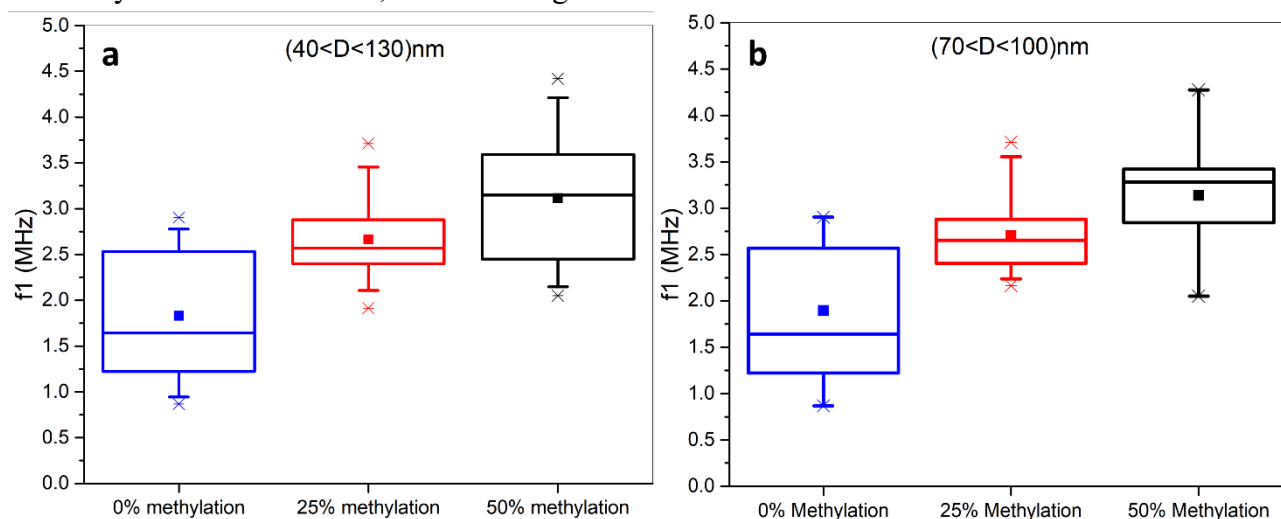 a
(40<D<130)nm
5.0
4.5
4.0
3.5
3.0
2.5
2.0
1.5
1.0
0.5
0.0
f1 (MHz)
0% methylation
25% methylation
50% methylation
b
(70<D<100)nm
5.0
4.5
4.0
3.5
3.0
2.5
2.0
1.5
1.0
0.5
0.0
f1 (MHz)
0% Methylation
25% Methylation
50% Methylation